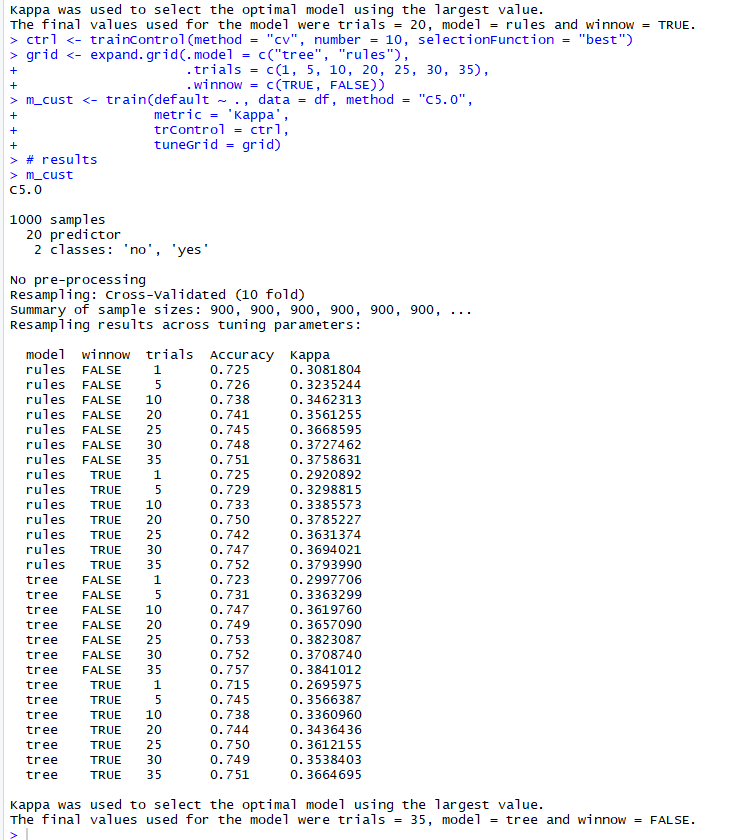 Kappa was used to select the optimal model using the largest value.
The final values used for the model were trials = 20, model = rules and winnow = TRUE.
> ctrl <- trainControl(method = "cv", number = 10, selectionFunction = "best")
> grid <- expand.grid(.model = c("tree", "rules"),
+                     .trials = c(1, 5, 10, 20, 25, 30, 35),
+                     .winnow = c(TRUE, FALSE))
> m_cust <- train(default ~ ., data = df, method = "C5.0",
+                 metric = 'Kappa',
+                 trControl = ctrl,
+                 tuneGrid = grid)
> # results
> m_cust
C5.0

1000 samples
  20 predictor
   2 classes: 'no', 'yes'

No pre-processing
Resampling: Cross-Validated (10 fold)
Summary of sample sizes: 900, 900, 900, 900, 900, 900, ...
Resampling results across tuning parameters:

  model  winnow  trials  Accuracy  Kappa
  rules  FALSE    1      0.725     0.3081804
  rules  FALSE    5      0.726     0.3235244
  rules  FALSE   10      0.738     0.3462313
  rules  FALSE   20      0.741     0.3561255
  rules  FALSE   25      0.745     0.3668595
  rules  FALSE   30      0.748     0.3727462
  rules  FALSE   35      0.751     0.3758631
  rules   TRUE    1      0.725     0.2920892
  rules   TRUE    5      0.729     0.3298815
  rules   TRUE   10      0.733     0.3385573
  rules   TRUE   20      0.750     0.3785227
  rules   TRUE   25      0.742     0.3631374
  rules   TRUE   30      0.747     0.3694021
  rules   TRUE   35      0.752     0.3793990
  tree   FALSE    1      0.723     0.2997706
  tree   FALSE    5      0.731     0.3363299
  tree   FALSE   10      0.747     0.3619760
  tree   FALSE   20      0.749     0.3657090
  tree   FALSE   25      0.753     0.3823087
  tree   FALSE   30      0.752     0.3708740
  tree   FALSE   35      0.757     0.3841012
  tree    TRUE    1      0.715     0.2695975
  tree    TRUE    5      0.745     0.3566387
  tree    TRUE   10      0.738     0.3360960
  tree    TRUE   20      0.744     0.3436436
  tree    TRUE   25      0.750     0.3612155
  tree    TRUE   30      0.749     0.3538403
  tree    TRUE   35      0.751     0.3664695

Kappa was used to select the optimal model using the largest value.
The final values used for the model were trials = 35, model = tree and winnow = FALSE.
>